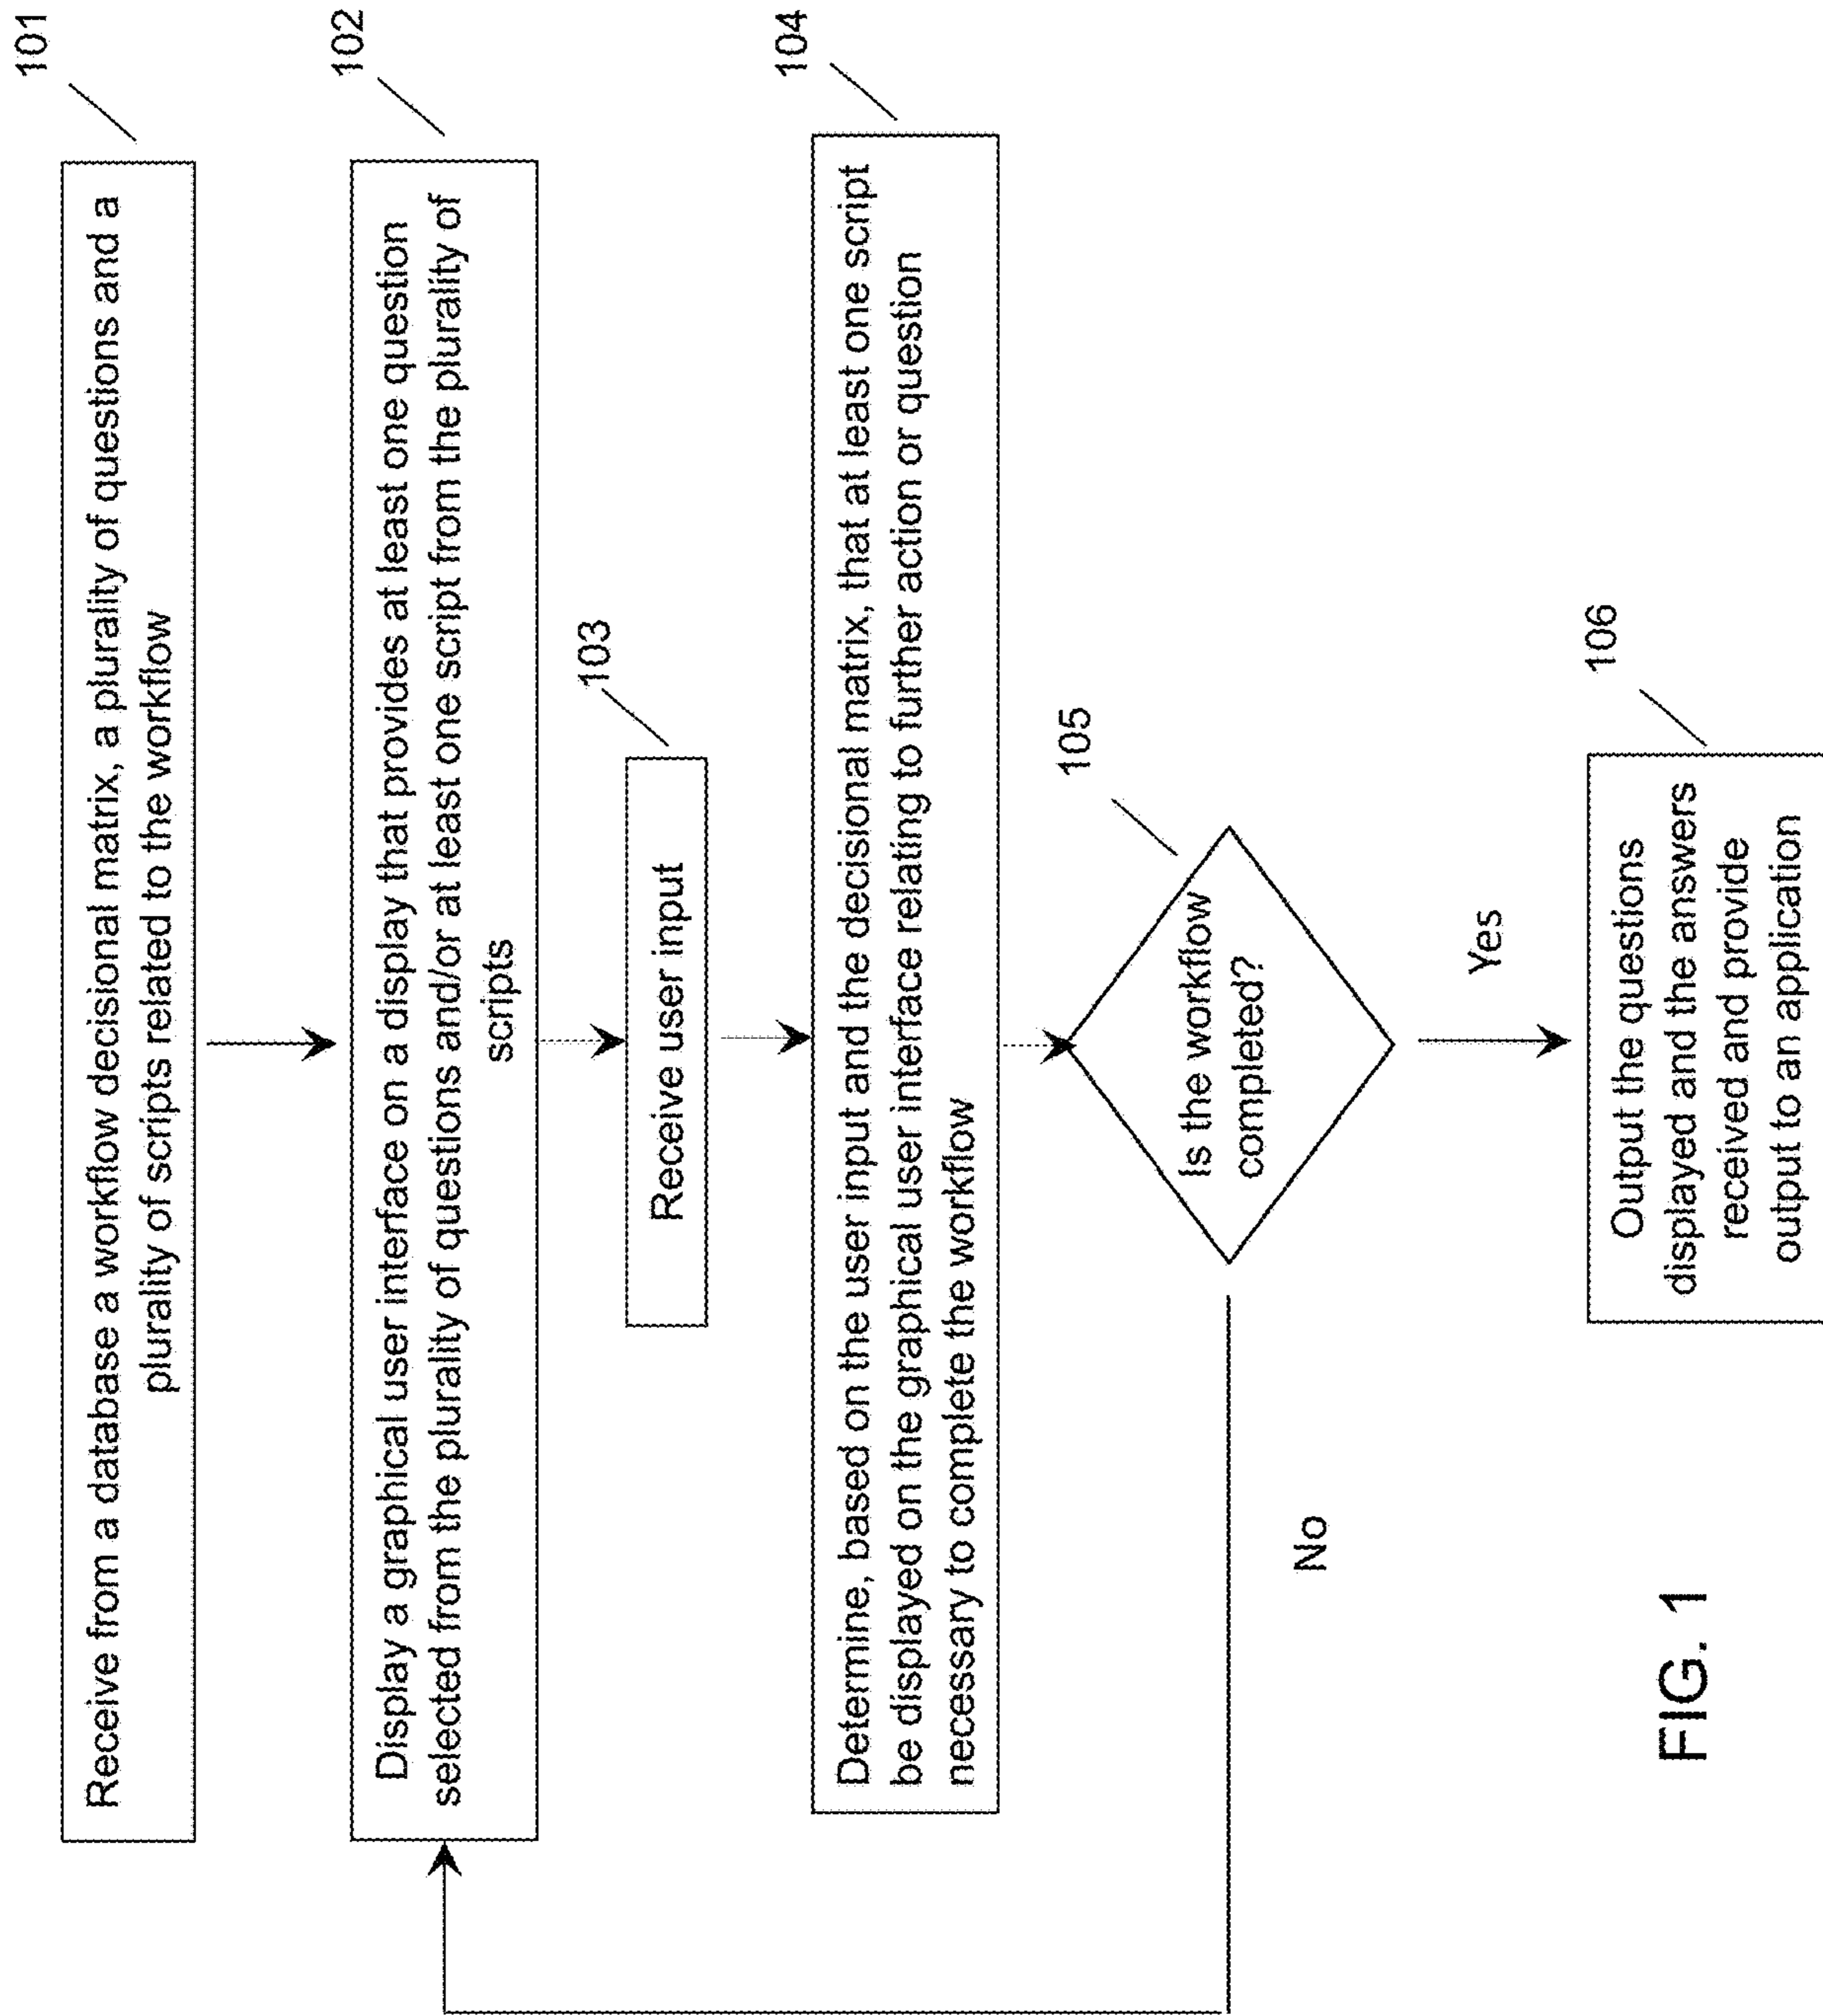 101
Receive from a database a workflow decisional matrix, a plurality of questions and a
plurality of scripts related to the workflow
102
Display a graphical user interface on a display that provides at least one question
selected from the plurality of questions and/or at least one script from the plurality of
scripts
103
Receive user input
104
Determine, based on the user input and the decisional matrix, that at least one script
be displayed on the graphical user interface relating to further action or question
necessary to complete the workflow
105
Is the workflow
completed?
No
Yes
106
Output the questions
displayed and the answers
received and provide
output to an application
FIG. 1